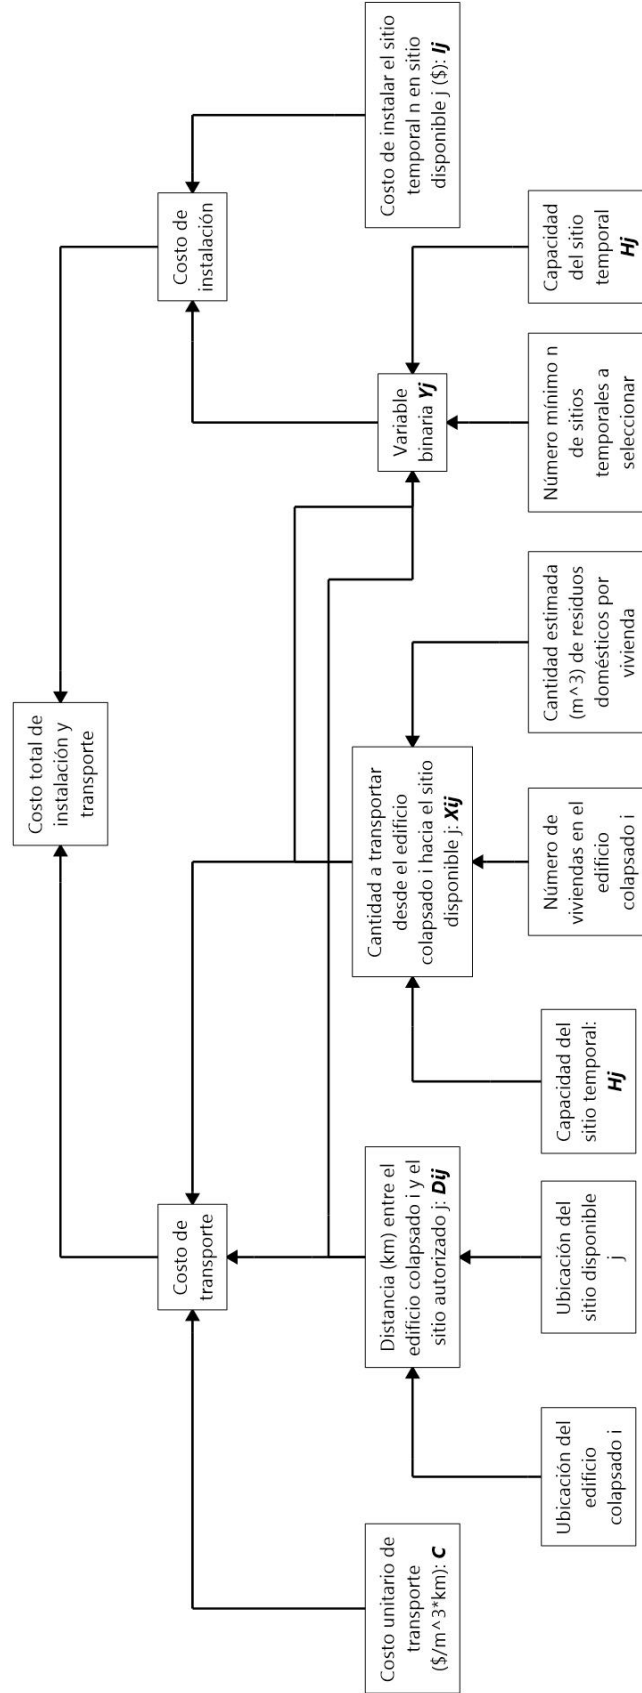 Costo total de
instalación y
transporte
Costo de
transporte
Costo de
instalación
Costo unitario de
transporte
($/m^3*km): C
Distancia (km) entre el
edificio colapsado i y el
sitio autorizado j: Dij
Cantidad a transportar
desde el edificio
colapsado i hacia el sitio
disponible j: Xij
Variable
binaria Yj
Costo de instalar el sitio
temporal n en sitio
disponible j ($): Ij
Ubicación del
edificio
colapsado i
Ubicación del
sitio disponible
j
Capacidad del
sitio temporal:
Hj
Número de
viviendas en el
edificio
colapsado i
Cantidad estimada
(m^3) de residuos
domésticos por
vivienda
Número mínimo n
de sitios
temporales a
seleccionar
Capacidad
del sitio
temporal
Hj